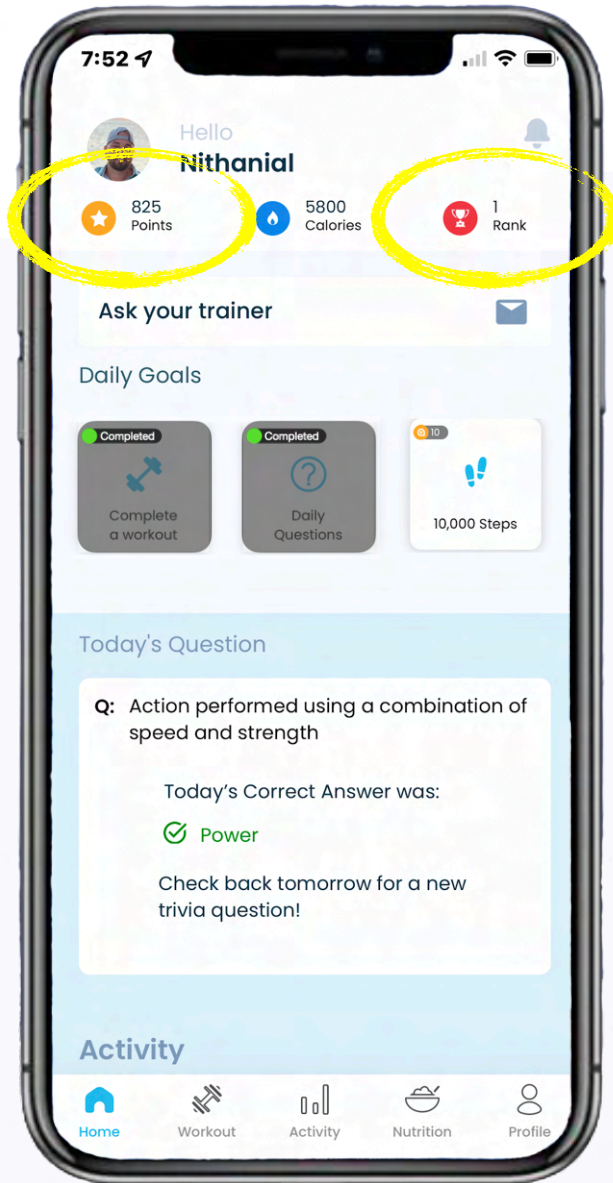 7:52
Hello
Nithanial
825
Points
5800
Calories
1
Rank
Ask your trainer
Daily Goals
Completed
Complete
a workout
Completed
Daily
Questions
10
10,000 Steps
Today's Question
Q: Action performed using a combination of
speed and strength
Today's Correct Answer was:
Power
Check back tomorrow for a new
trivia question!
Activity
Home
Workout
Activity
Nutrition
Profile